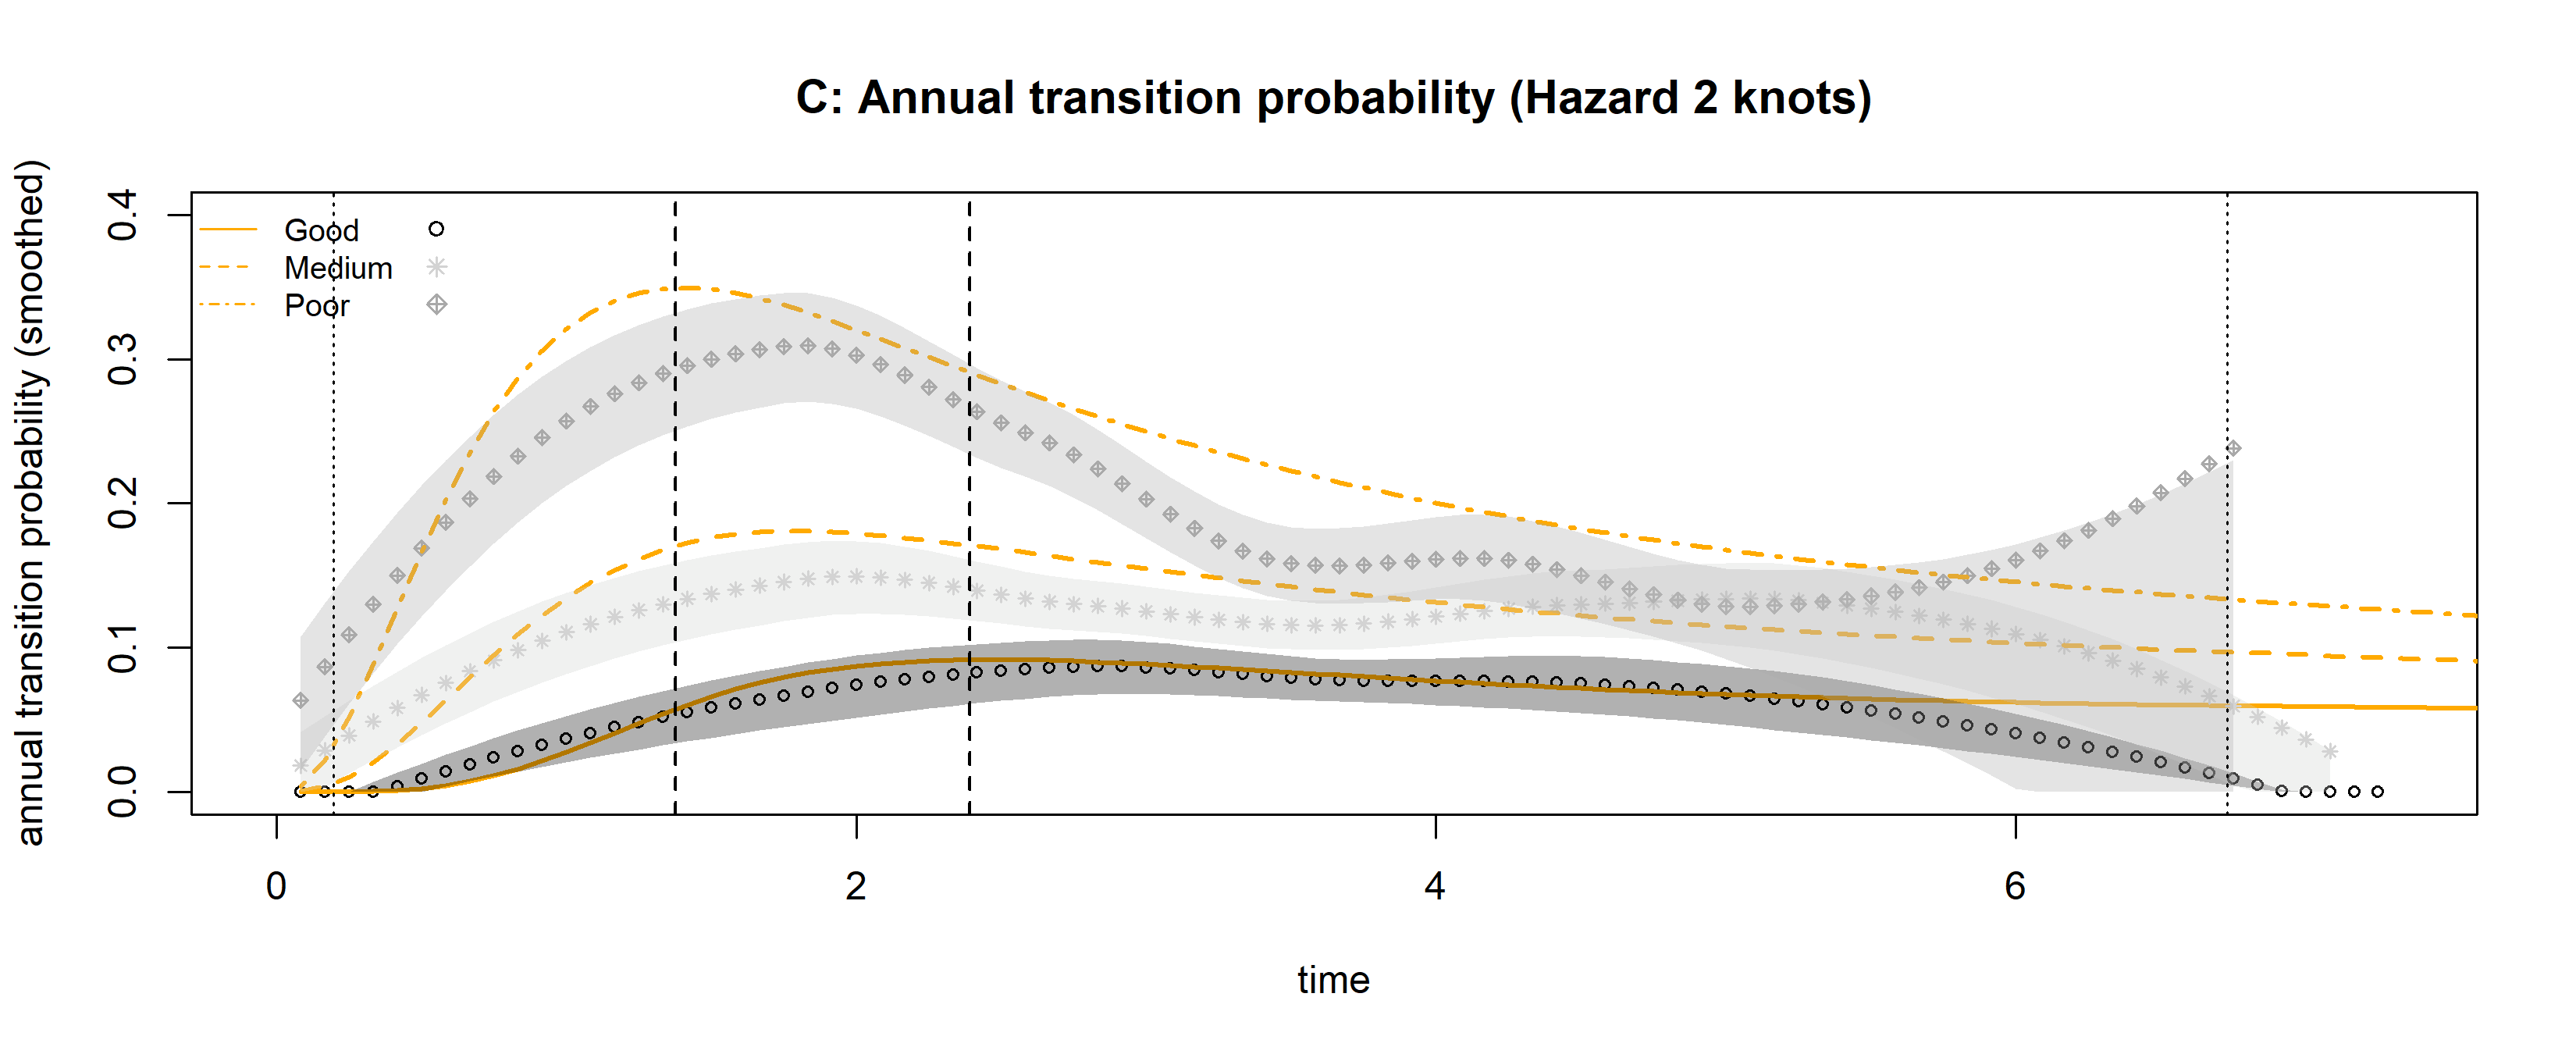 C: Annual transition probability (Hazard 2 knots)
annual transition probability (smoothed)
0.4
0.3
0.2
0.1
0.0
Good
Medium
Poor
0 2 4 6
time